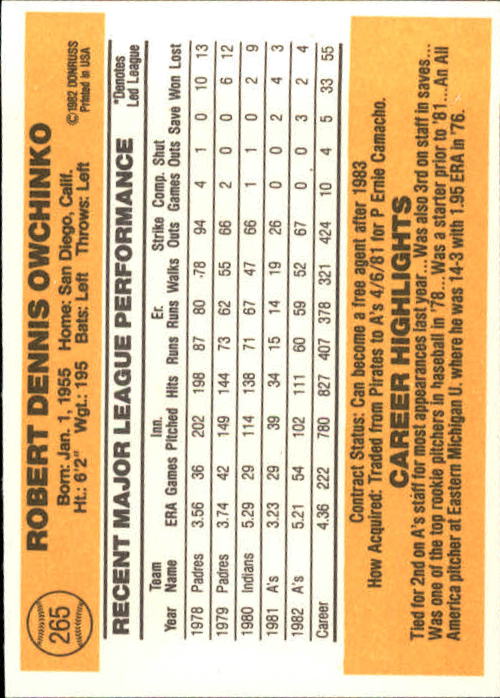 265
ROBERT DENNIS OWCHINKO
©1982 DONRUSS
Printed in USA
Born: Jan. 1, 1955 Home: San Diego, Calif.
Ht.: 6'2" Wgt.: 195 Bats: Left Throws: Left
RECENT MAJOR LEAGUE PERFORMANCE
*Denotes
Led League
Year Team Name ERA Games Inn. Pitched Hits Runs Er. Runs Walks Strike Outs Comp. Games Shut Outs Save Won Lost
1978 Padres 3.56 36 202 198 87 80 .78 94 4 1 0 10 13
1979 Padres 3.74 42 149 144 73 62 55 66 2 0 0 6 12
1980 Indians 5.29 29 114 138 71 67 47 66 1 1 0 2 9
1981 A's 3.23 29 39 34 15 14 19 26 0 0 2 4 3
1982 A's 5.21 54 102 111 60 59 52 67 0 0 3 2 4
Career 4.36 222 780 827 407 378 321 424 10 4 5 33 55
Contract Status: Can become a free agent after 1983
How Acquired: Traded from Pirates to A's 4/6/81 for P Ernie Camacho.
CAREER HIGHLIGHTS
Tied for 2nd on A's staff for most appearances last year...Was also 3rd on staff in saves...
Was one of the top rookie pitchers in baseball in '78...Was a starter prior to '81...An All
America pitcher at Eastern Michigan U. where he was 14-3 with 1.95 ERA in '76.